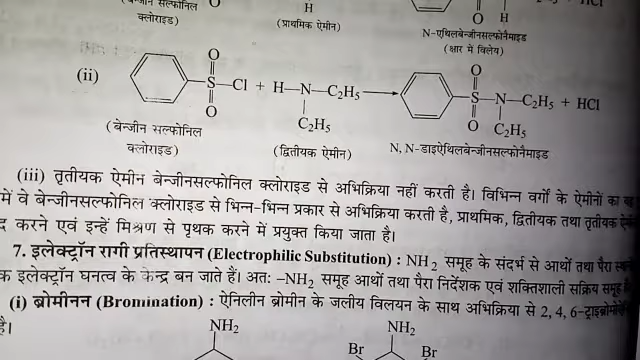 (बेन्जीन सल्फोनिल O
क्लोराइड)
H
(प्राथमिक ऐमीन)
O H
HCl
N-एथिलबेन्जीनसल्फोनैमाइड
(क्षार में विलेय)
O O
(ii) S—Cl + H—N—C₂H₅ → S—N—C₂H₅ + HCl
O C₂H₅ O C₂H₅
(बेन्जीन सल्फोनिल
क्लोराइड)
(द्वितीयक ऐमीन) N, N-डाइऐथिलबेन्जीनसल्फोनैमाइड
(iii) तृतीयक ऐमीन बेन्जीनसल्फोनिल क्लोराइड से अभिक्रिया नहीं करती है। विभिन्न वर्गों के ऐमीनों का
में वे बेन्जीनसल्फोनिल क्लोराइड से भिन्न-भिन्न प्रकार से अभिक्रिया करती है, प्राथमिक, द्वितीयक तथा तृतीयक
द करने एवं इन्हें मिश्रण से पृथक करने में प्रयुक्त किया जाता है।
7. इलेक्ट्रॉन रागी प्रतिस्थापन (Electrophilic Substitution) : NH₂ समूह के संदर्भ से आर्थो तथा पैरा
क इलेक्ट्रॉन घनत्व के केन्द्र बन जाते हैं। अतः –NH₂ समूह आर्थो तथा पैरा निर्देशक एवं शक्तिशाली सक्रिय समूह
(i) ब्रोमीनन (Bromination) : ऐनिलीन ब्रोमीन के जलीय विलयन के साथ अभिक्रिया से 2, 4, 6-
है।
NH₂ NH₂
Br Br